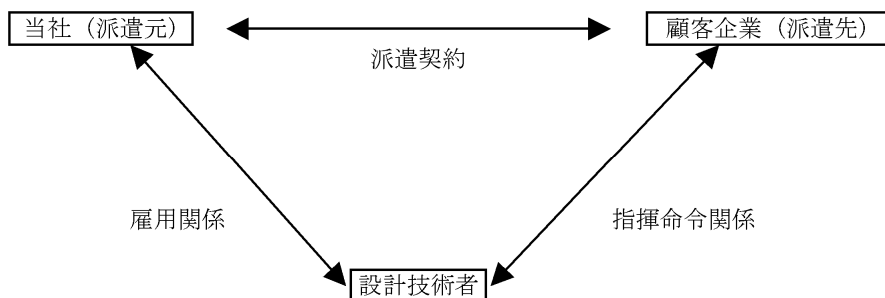 当社（派遣元）
顧客企業（派遣先）
派遣契約
雇用関係
指揮命令関係
設計技術者